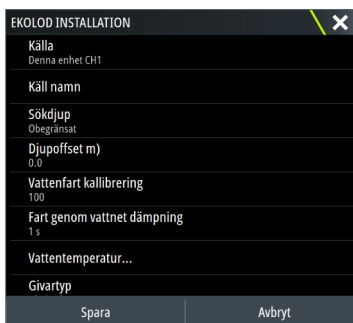 EKOLOD INSTALLATION
Källa
Denna enhet CH1
Käll namn
Sökdjup
Obegränsat
Djupoffset m)
0.0
Vattenfart kallibrering
100
Fart genom vattnet dämpning
1 s
Vattentemperatur...
Givartyp
Spara
Avbryt